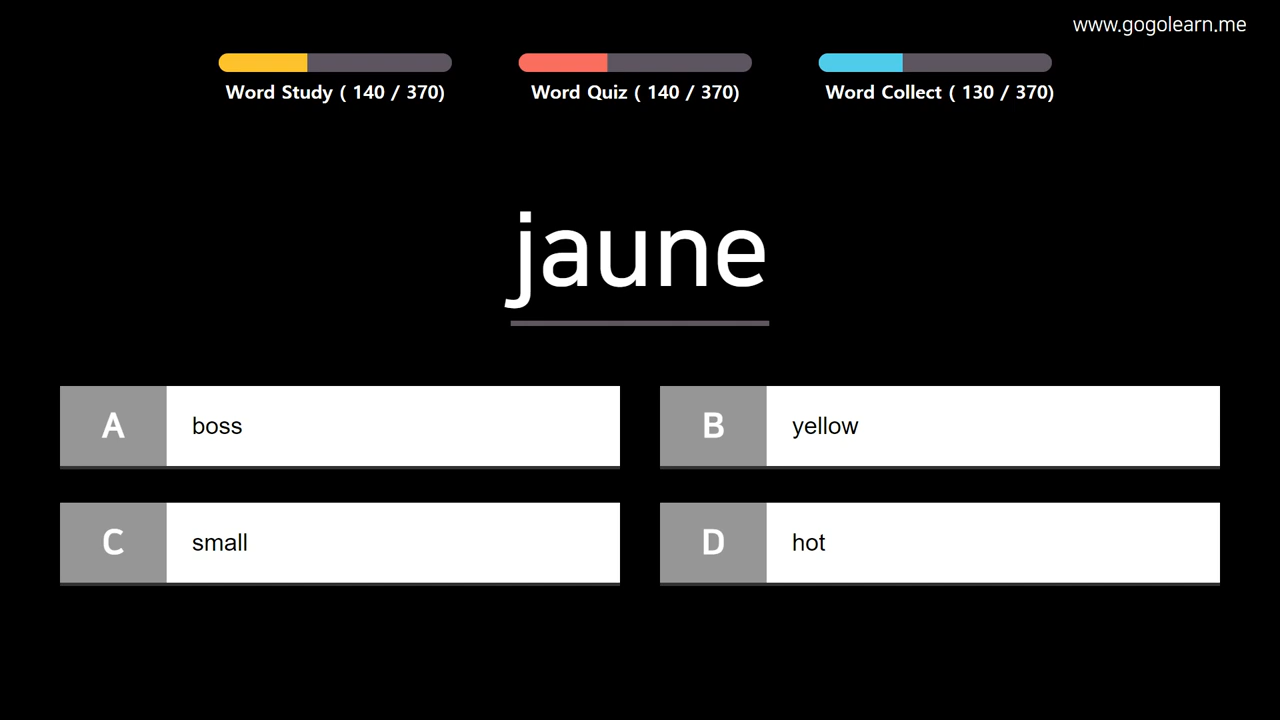 www.gogolearn.me
Word Study ( 140 / 370)
Word Quiz ( 140 / 370)
Word Collect ( 130 / 370)
jaune
A boss
B yellow
C small
D hot